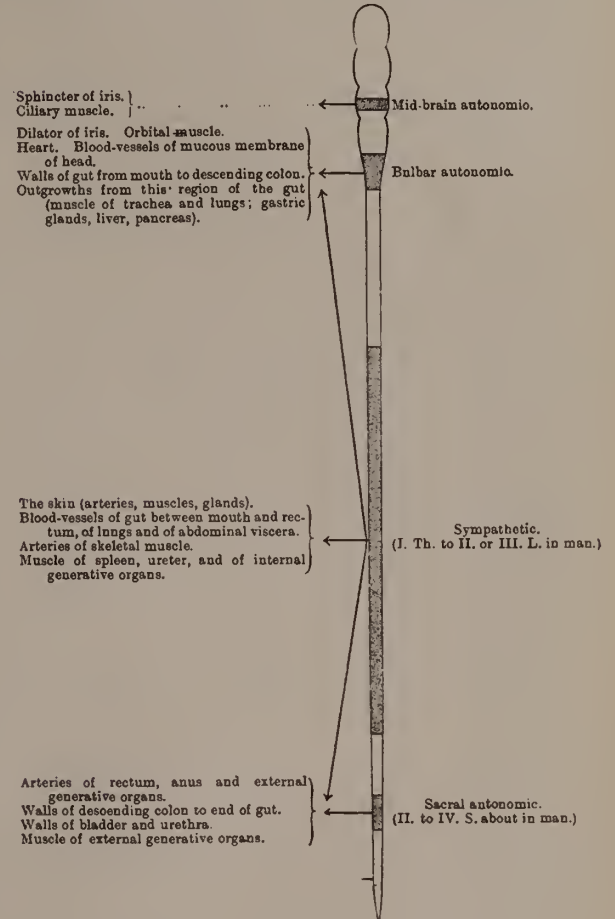 Sphincter of iris.
Ciliary muscle.
Mid-brain autonomio.
Dilator of iris. Orbital muscle.
Heart. Blood-vessels of mucous membrane
of head.
Walls of gut from mouth to descending colon.
Outgrowths from this region of the gut
(muscle of trachea and lungs; gastric
glands, liver, pancreas).
Bulbar autonomic.
The skin (arteries, muscles, glands).
Blood-vessels of gut between mouth and rec-
tum, of lungs and of abdominal viscera.
Arteries of skeletal muscle.
Muscle of spleen, ureter, and of internal
generative organs.
Sympathetic.
(I. Th. to II. or III. L. in man.)
Arteries of rectum, anus and external
generative organs.
Walls of descending colon to end of gut.
Walls of bladder and urethra.
Muscle of external generative organs.
Sacral autonomic.
(II. to IV. S. about in man.)